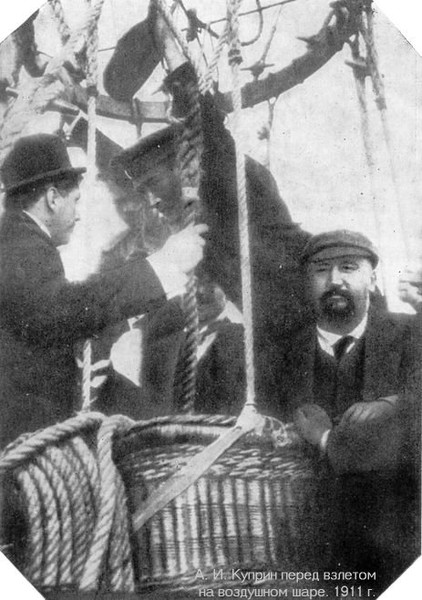 А. И. Куприн перед взлетом
на воздушном шаре. 1911 г.